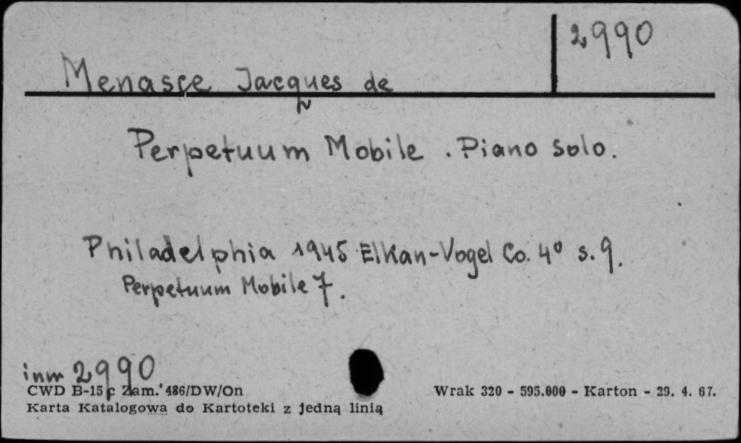 2990
Menasce Jacques de
Perpetuum Mobile. Piano solo.
Philadelphia 1945 Elkan-Vogel Co. 4° s. 9.
Perpetuum Mobile 7.
inw 2990
CWD B-15 c Zam. 486/DW/On
Wrak 320 - 595.000 - Karton - 29. 4. 67.
Karta Katalogowa do Kartoteki z jedną linią